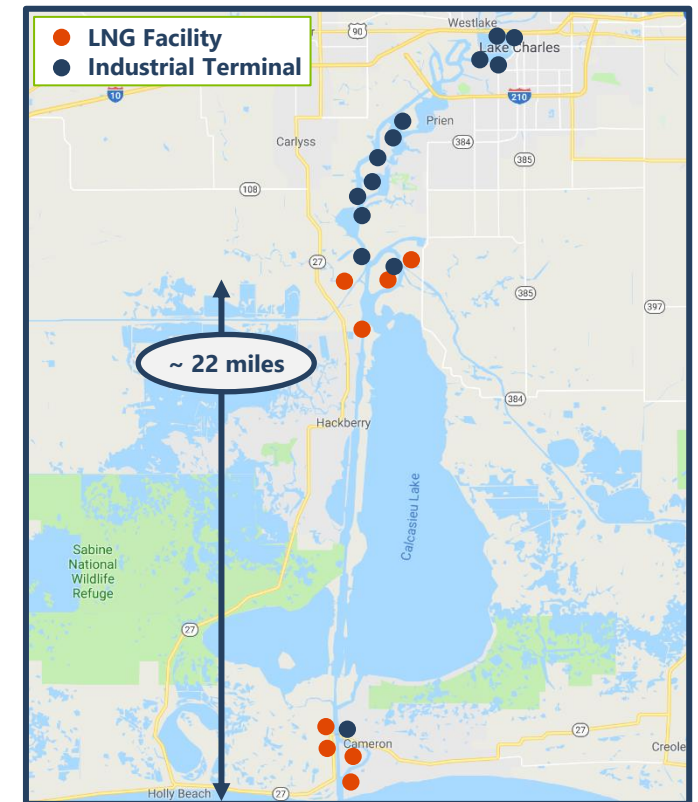 LNG Facility
Industrial Terminal
90
Westlake
Lake Charles
10
210
Prien
Carlyss
384
385
108
27
385
397
~ 22 miles
384
Hackberry
Calcasieu Lake
Sabine
National
Wildlife
Refuge
27
27
Cameron
Creole
Holly Beach
27